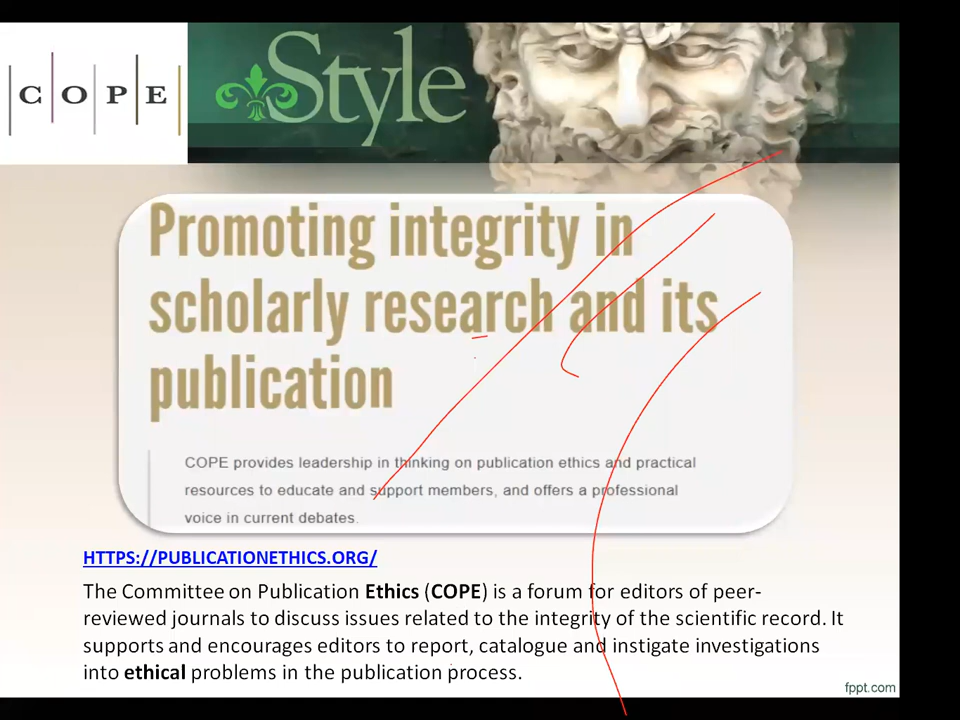 COPE
Style
Promoting integrity in
scholarly research and its
publication
COPE provides leadership in thinking on publication ethics and practical
resources to educate and support members, and offers a professional
voice in current debates.
HTTPS://PUBLICATIONETHICS.ORG/
The Committee on Publication Ethics (COPE) is a forum for editors of peer-
reviewed journals to discuss issues related to the integrity of the scientific record. It
supports and encourages editors to report, catalogue and instigate investigations
into ethical problems in the publication process.
fppt.com